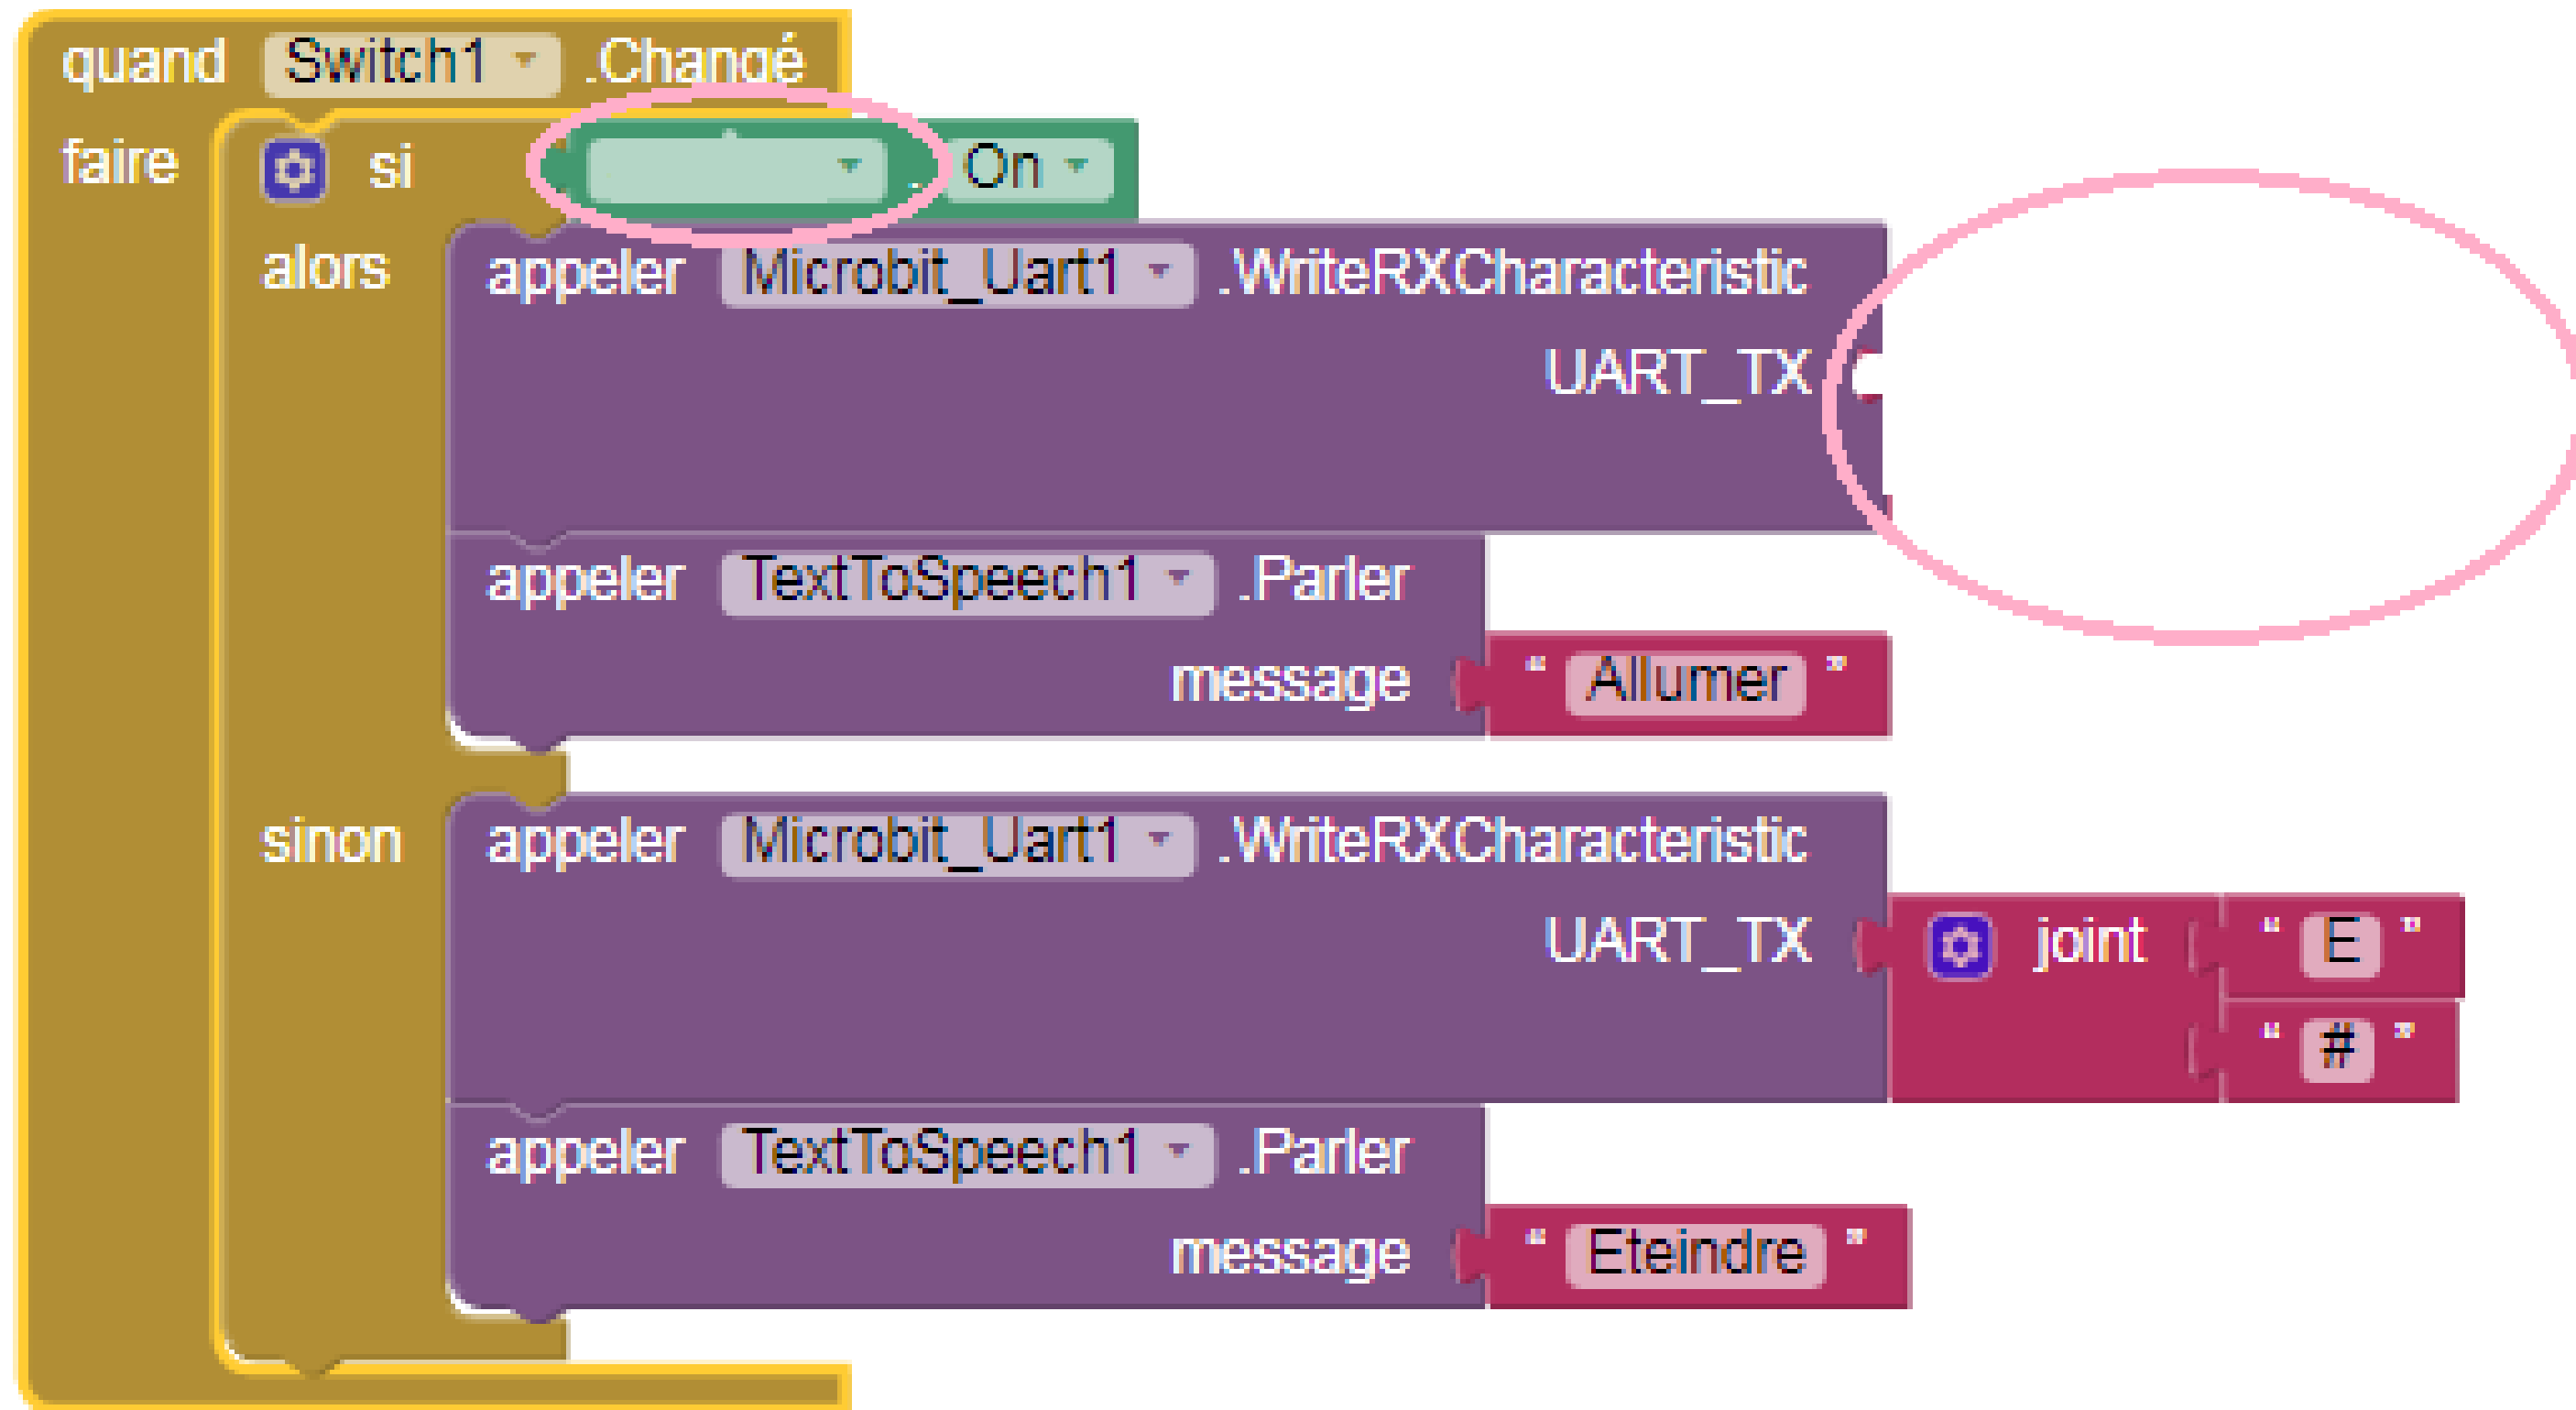 quand Switch1 .Changé
faire si . On
alors appeler Microbit_Uart1 .WriteRXCharacteristic
UART_TX
appeler TextToSpeech1 .Parler
message “ Allumer ”
sinon appeler Microbit_Uart1 .WriteRXCharacteristic
UART_TX joint “ E ”
“ # ”
appeler TextToSpeech1 .Parler
message “ Eteindre ”